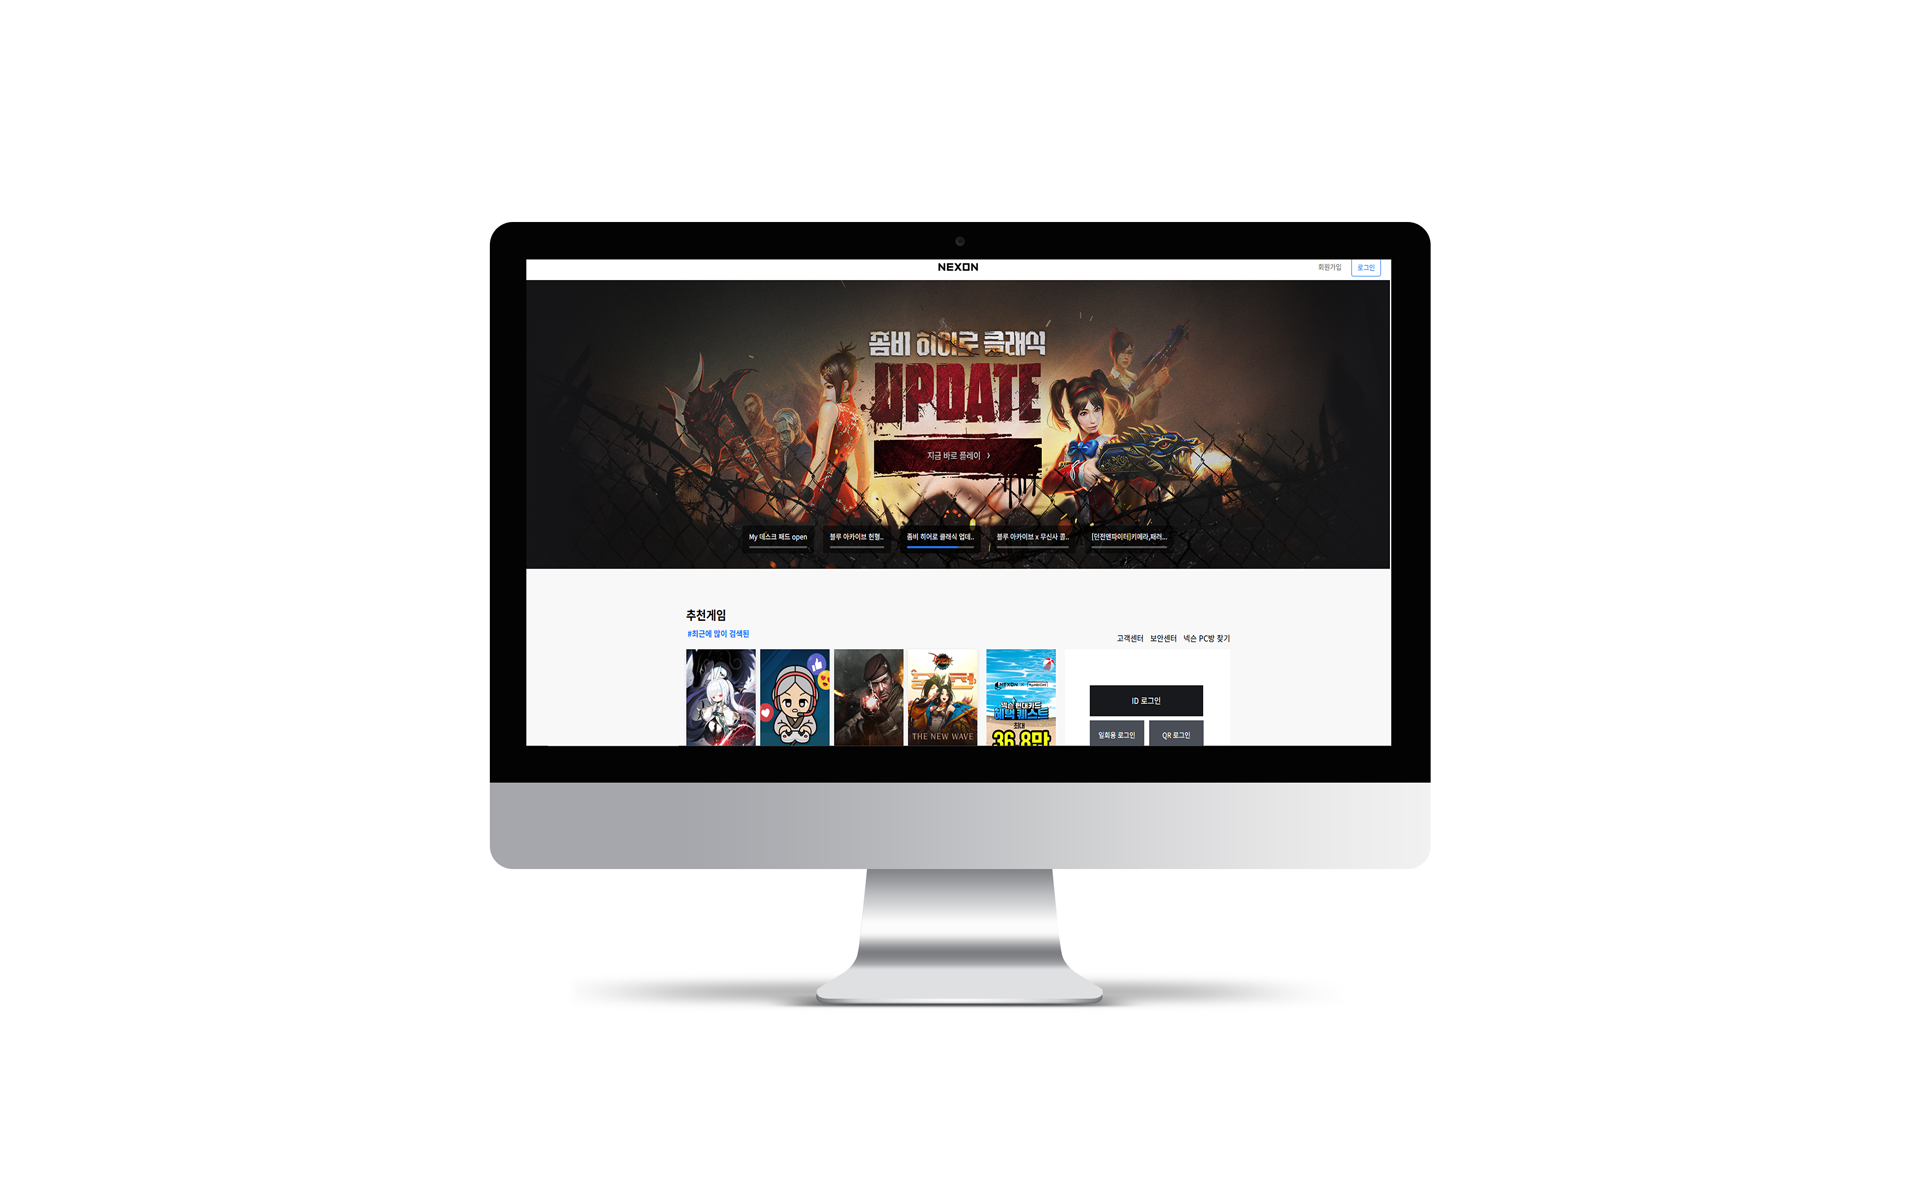 NEXON
회원가입
로그인
좀비 히어로 클래식
UPDATE
지금 바로 플레이
My 데스크 패드 open
블루 아카이브 현형..
좀비 히어로 클래식 업데..
블루 아카이브 x 무신사 콜..
[던전앤파이터]키메라,패러...
추천게임
#최근에 많이 검색된
고객센터 보안센터 넥슨 PC방 찾기
THE NEW WAVE
NEXON
넥슨 현대카드
혜택 퀘스트
최대
36.8만
ID 로그인
일회용 로그인
QR 로그인